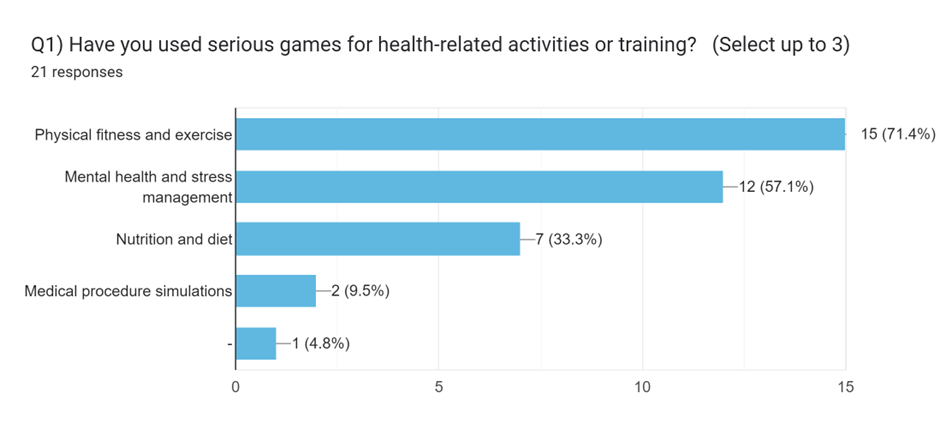 Q1) Have you used serious games for health-related activities or training?   (Select up to 3)
21 responses
Physical fitness and exercise
15 (71.4%)
Mental health and stress
management
12 (57.1%)
Nutrition and diet
7 (33.3%)
Medical procedure simulations
2 (9.5%)
-
1 (4.8%)
0
5
10
15